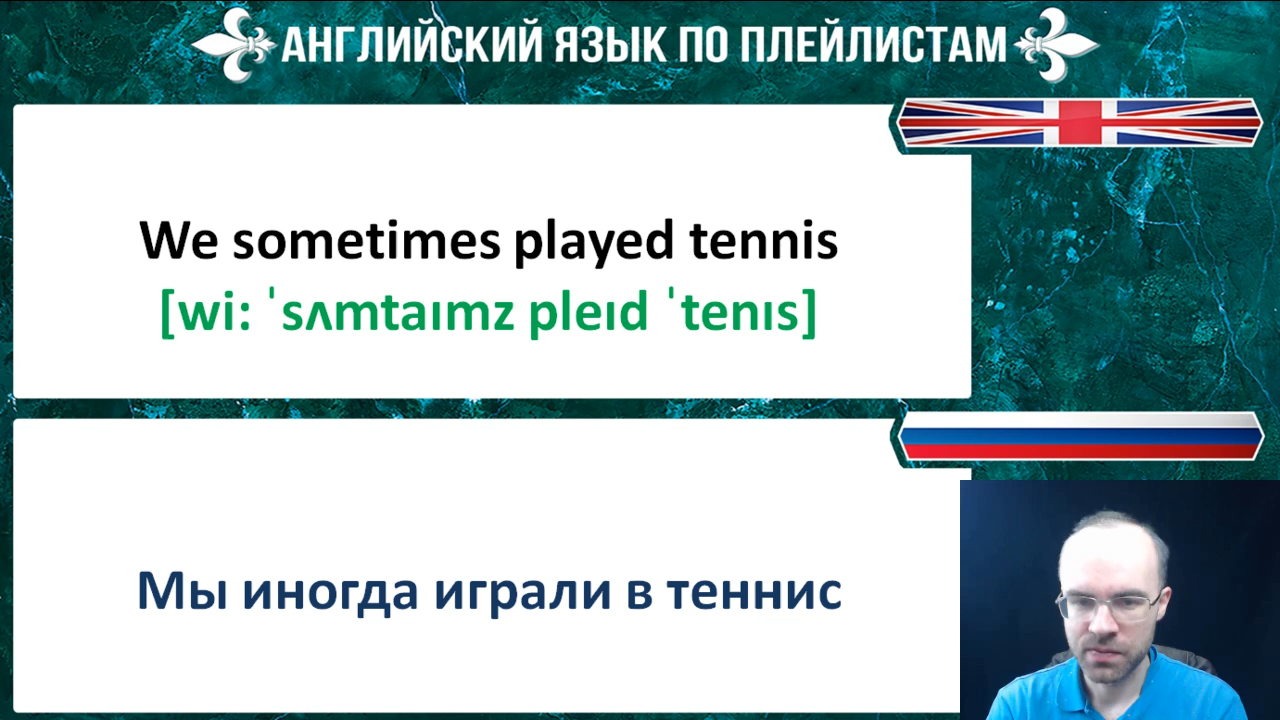 АНГЛИЙСКИЙ ЯЗЫК ПО ПЛЕЙЛИСТАМ
We sometimes played tennis
[wi: ˈsʌmtaɪmz pleɪd ˈtenɪs]
Мы иногда играли в теннис